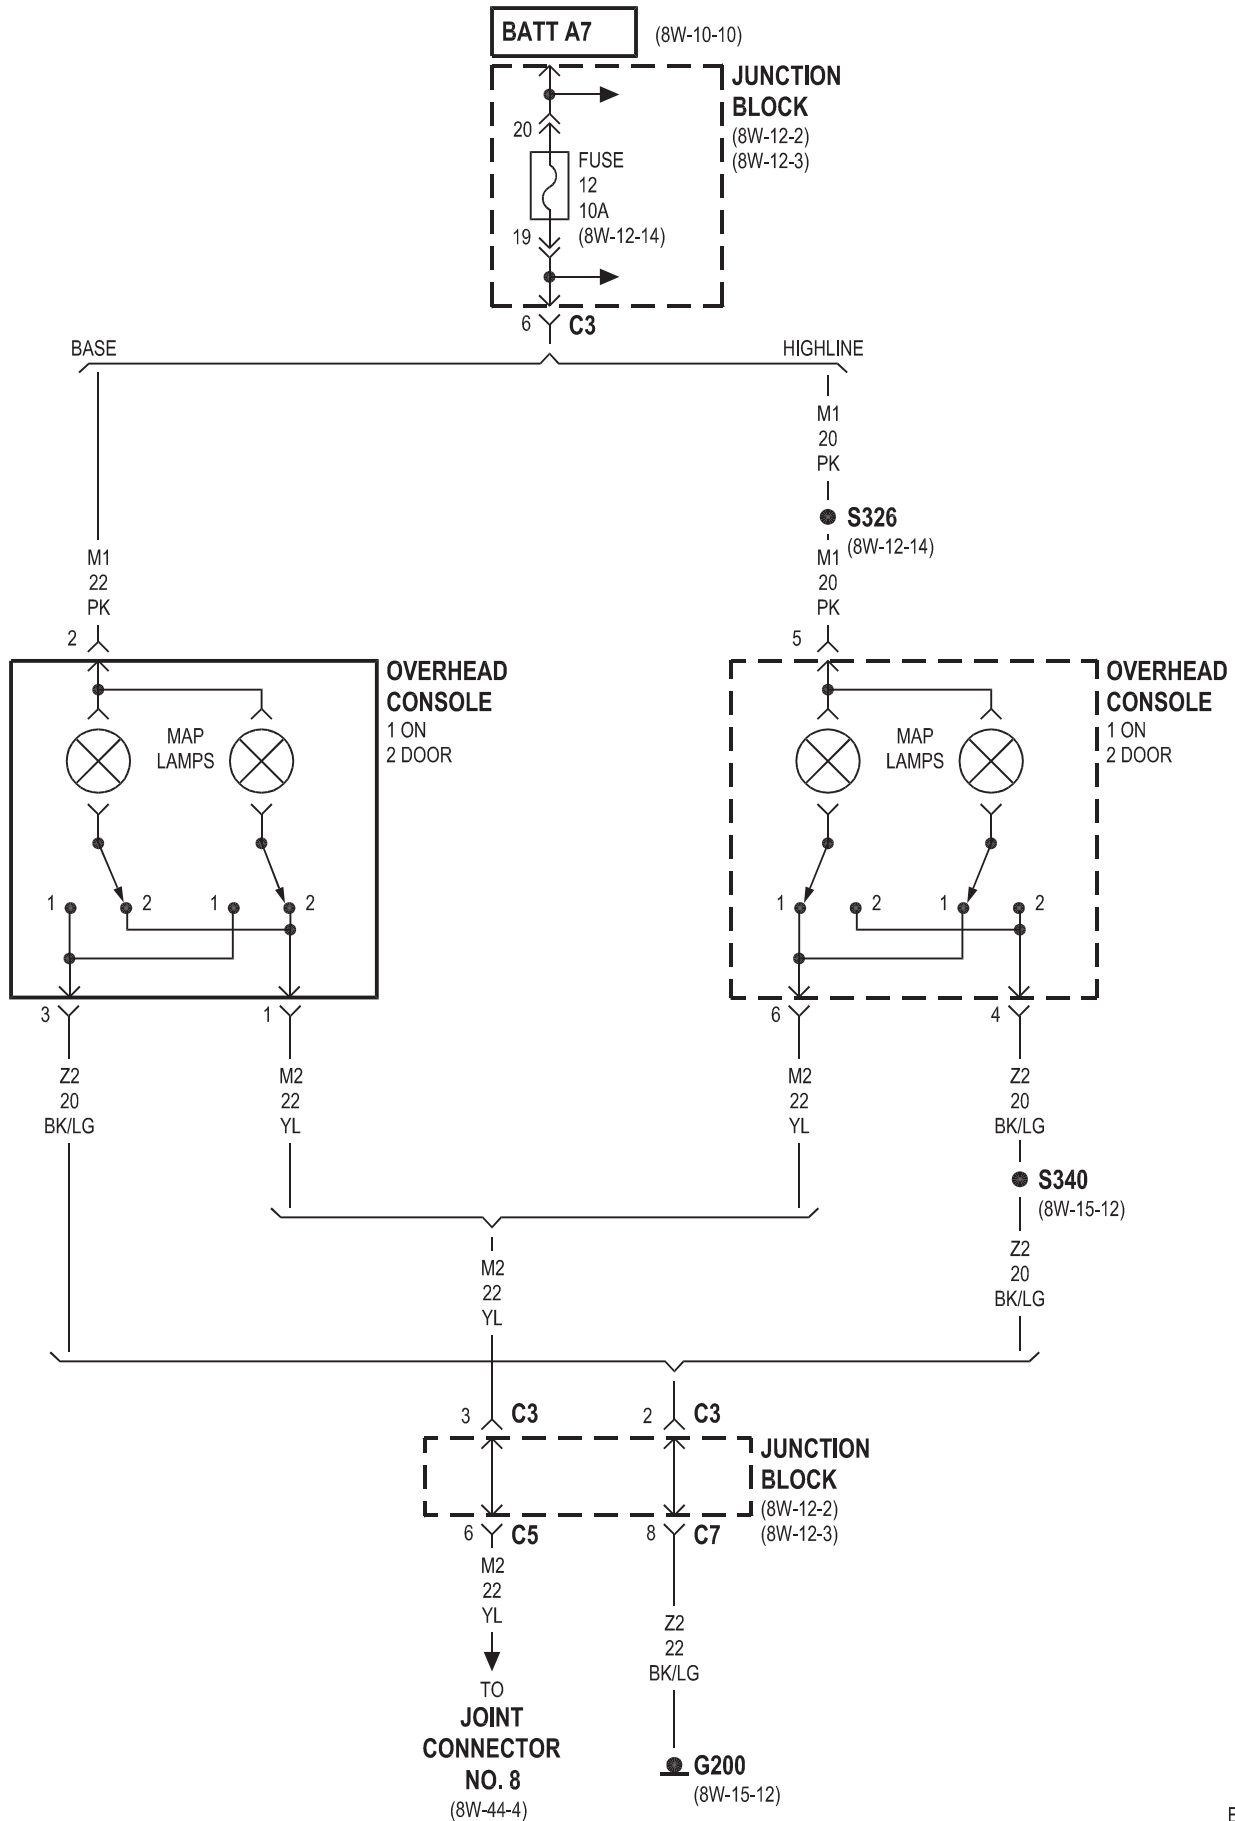 BATT A7
(8W-10-10)
JUNCTION
BLOCK
(8W-12-2)
(8W-12-3)
20
FUSE
12
10A
(8W-12-14)
19
6
C3
BASE
HIGHLINE
M1
20
PK
S326
(8W-12-14)
M1
22
PK
M1
20
PK
2
5
OVERHEAD
CONSOLE
1 ON
2 DOOR
MAP
LAMPS
1
2
1
2
OVERHEAD
CONSOLE
1 ON
2 DOOR
MAP
LAMPS
1
2
1
2
3
1
6
4
Z2
20
BK/LG
M2
22
YL
M2
22
YL
Z2
20
BK/LG
S340
(8W-15-12)
Z2
20
BK/LG
M2
22
YL
3
C3
2
C3
JUNCTION
BLOCK
(8W-12-2)
(8W-12-3)
6
C5
8
C7
M2
22
YL
Z2
22
BK/LG
TO
JOINT
CONNECTOR
NO. 8
(8W-44-4)
G200
(8W-15-12)